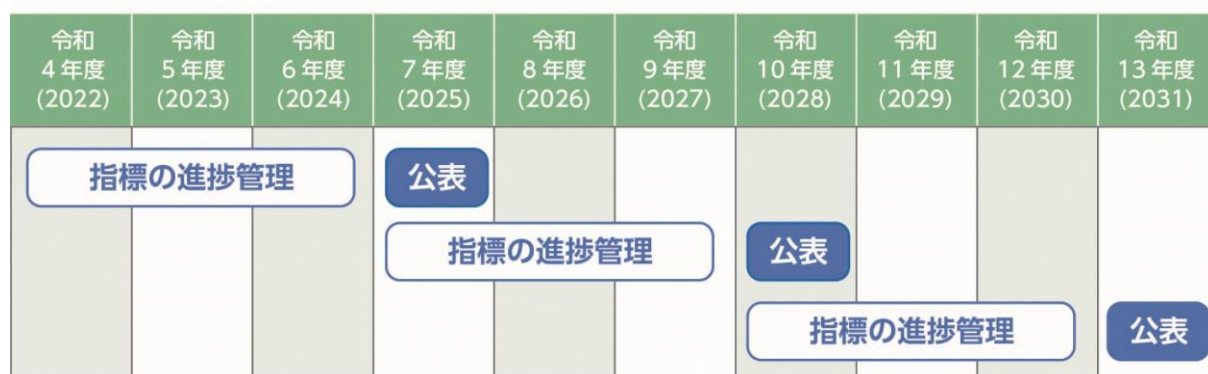 令和
4年度
(2022)
令和
5年度
(2023)
令和
6年度
(2024)
令和
7年度
(2025)
令和
8年度
(2026)
令和
9年度
(2027)
令和
10年度
(2028)
令和
11年度
(2029)
令和
12年度
(2030)
令和
13年度
(2031)
指標の進捗管理
公表
指標の進捗管理
公表
指標の進捗管理
公表